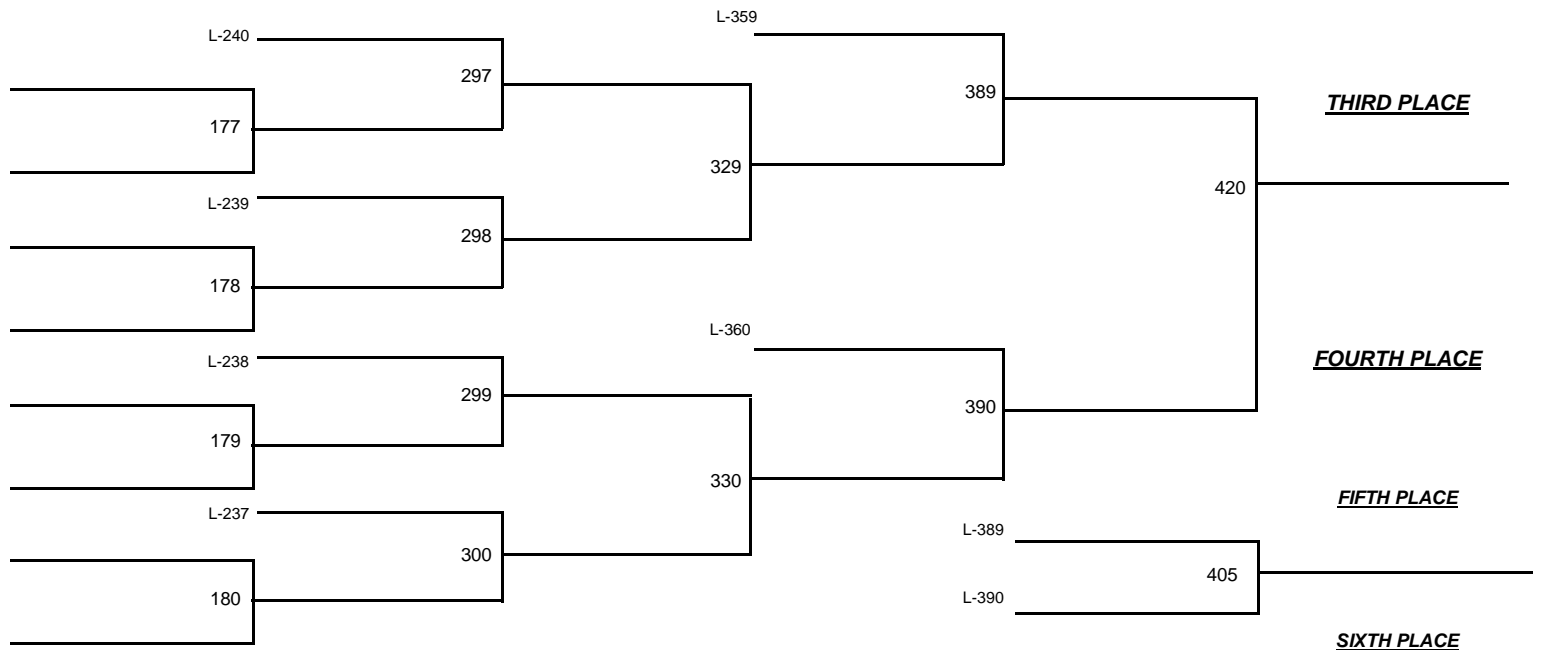 L-359
L-240
297
389
THIRD PLACE
177
329
420
L-239
298
178
L-360
L-238
FOURTH PLACE
299
390
179
330
FIFTH PLACE
L-237
L-389
300
405
180
L-390
SIXTH PLACE